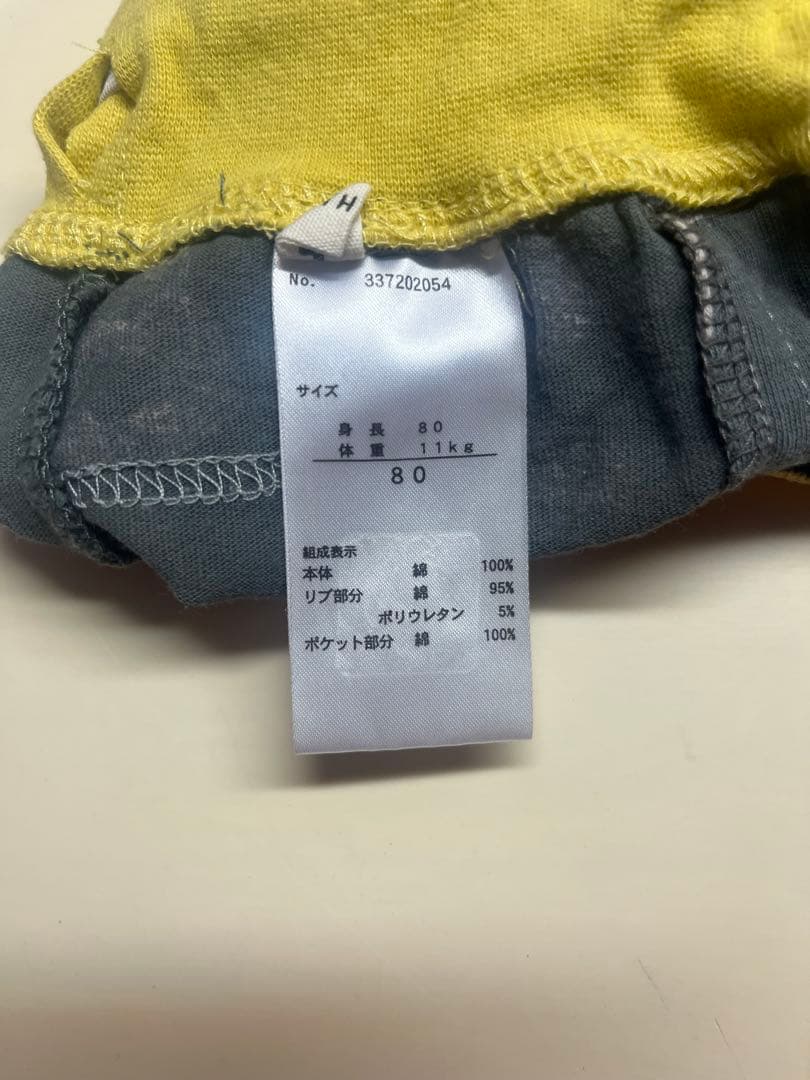 H
No. 337202054
サイズ
身長 80
体重 11kg
80
組成表示
本体 綿 100%
リブ部分 綿 95%
ポリウレタン 5%
ポケット部分 綿 100%